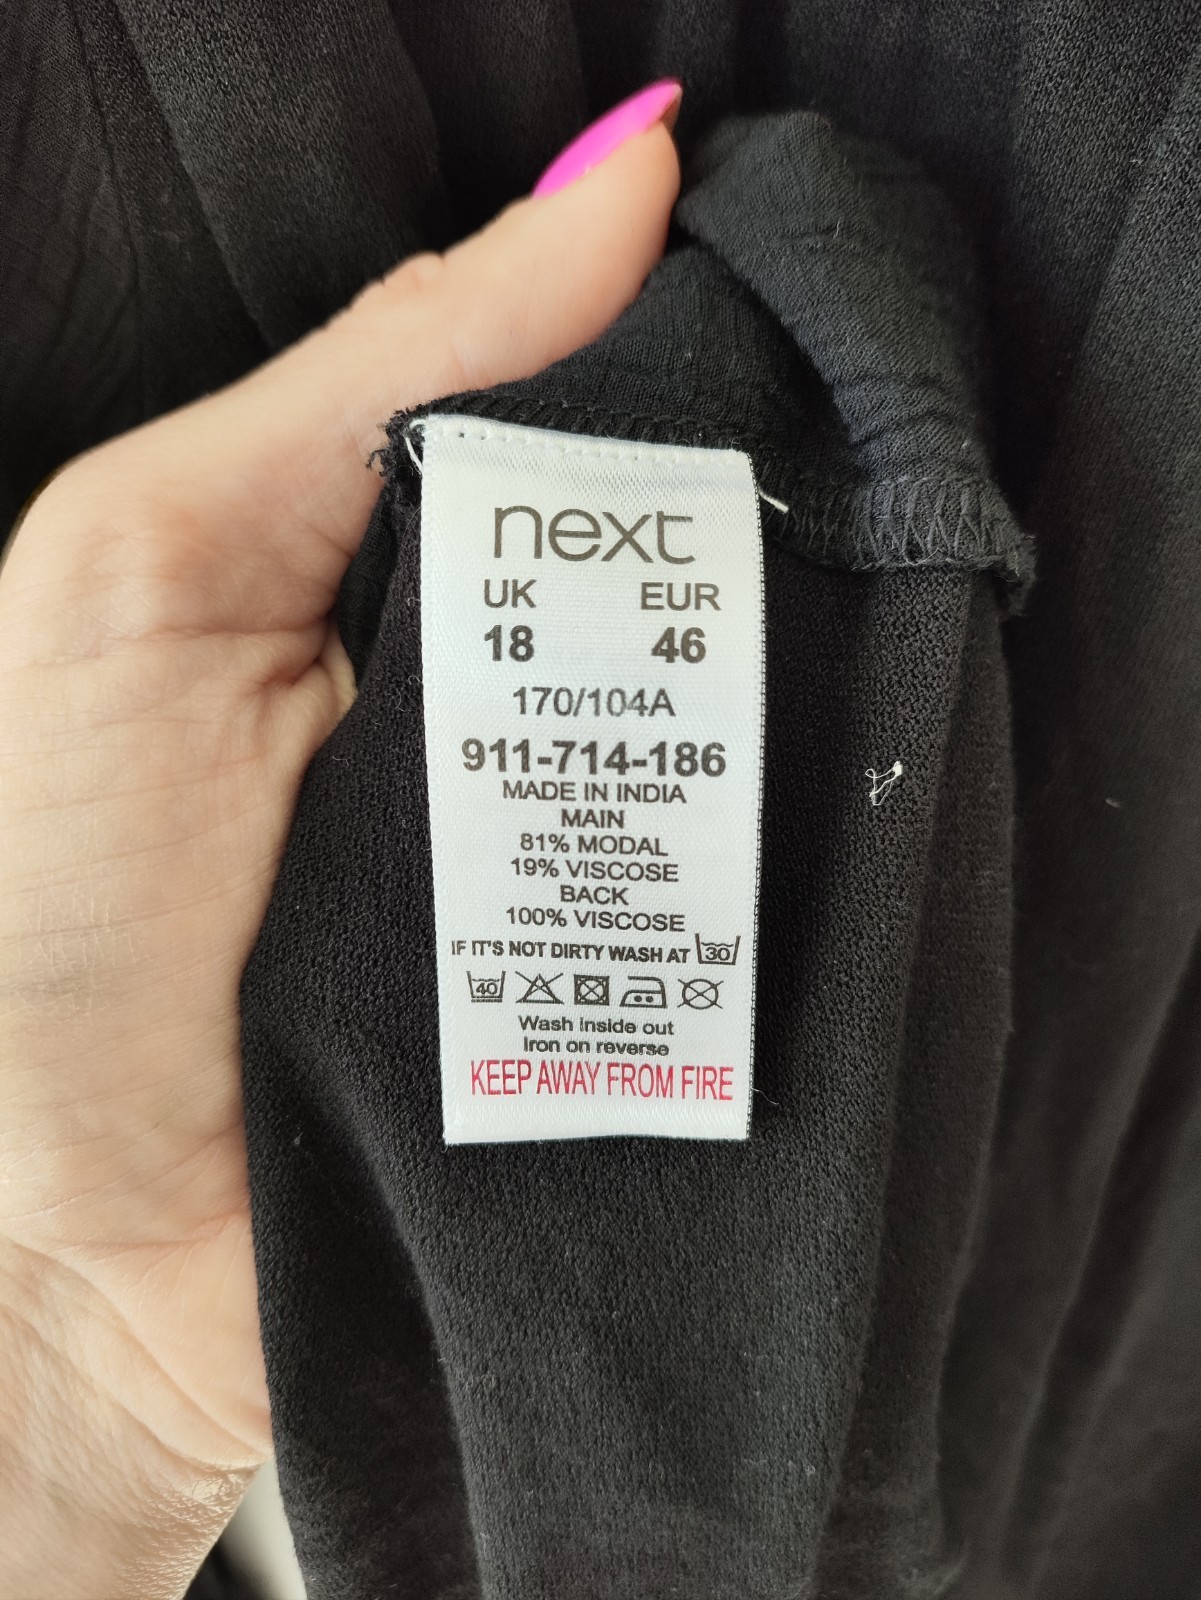 next
UK EUR
18 46
170/104A
911-714-186
MADE IN INDIA
MAIN
81% MODAL
19% VISCOSE
BACK
100% VISCOSE
IF IT'S NOT DIRTY WASH AT 30
40
Wash inside out
Iron on reverse
KEEP AWAY FROM FIRE